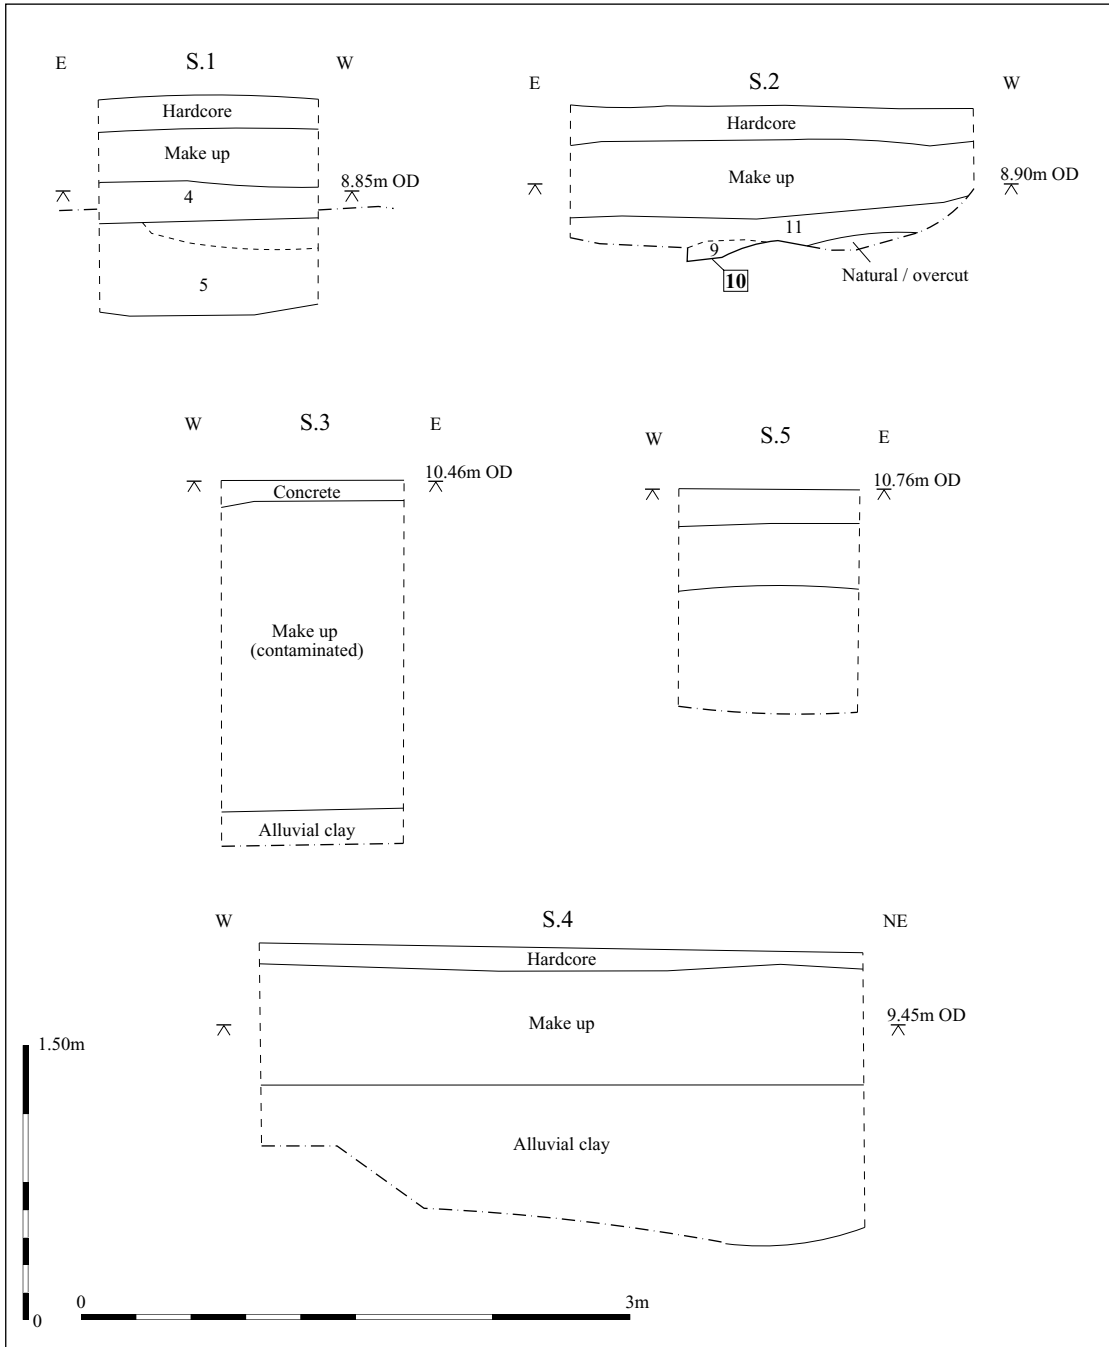 S.1
E
W
Hardcore
Make up
8.85m OD
4
5
S.2
E
W
Hardcore
Make up
8.90m OD
11
9
10
Natural / overcut
S.3
W
E
10.46m OD
Concrete
Make up
(contaminated)
Alluvial clay
S.5
W
E
10.76m OD
S.4
W
NE
Hardcore
Make up
9.45m OD
Alluvial clay
1.50m
0
0
3m